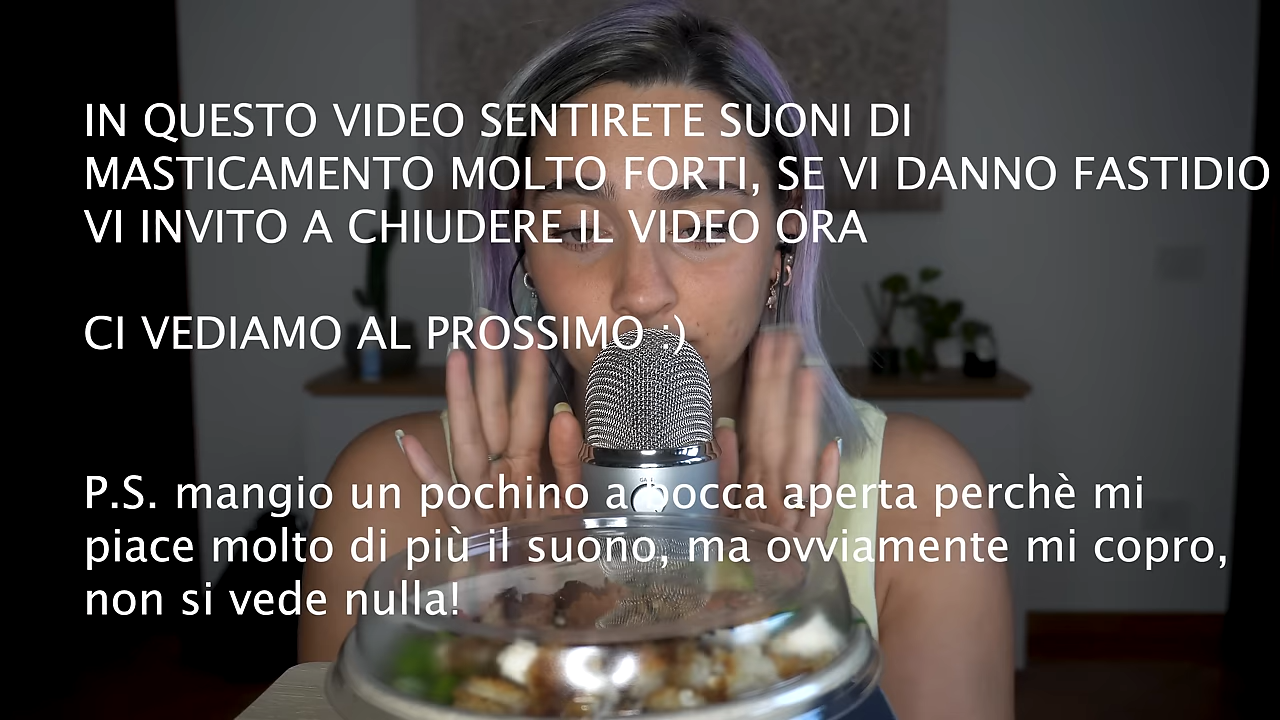 IN QUESTO VIDEO SENTIRETE SUONI DI
MASTICAMENTO MOLTO FORTI, SE VI DANNO FASTIDIO
VI INVITO A CHIUDERE IL VIDEO ORA
CI VEDIAMO AL PROSSIMO :)
P.S. mangio un pochino a bocca aperta perchè mi
piace molto di più il suono, ma ovviamente mi copro,
non si vede nulla!